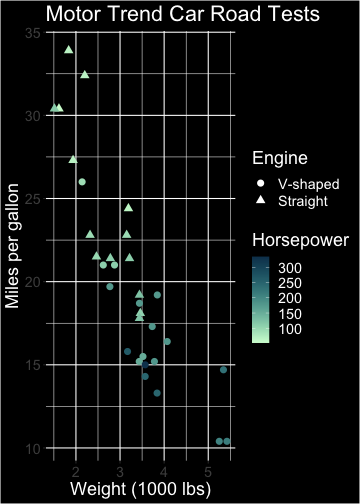 Motor Trend Car Road Tests
Miles per gallon
35
30
25
20
15
10
2 3 4 5
Weight (1000 lbs)
Engine
V-shaped
Straight
Horsepower
300
250
200
150
100